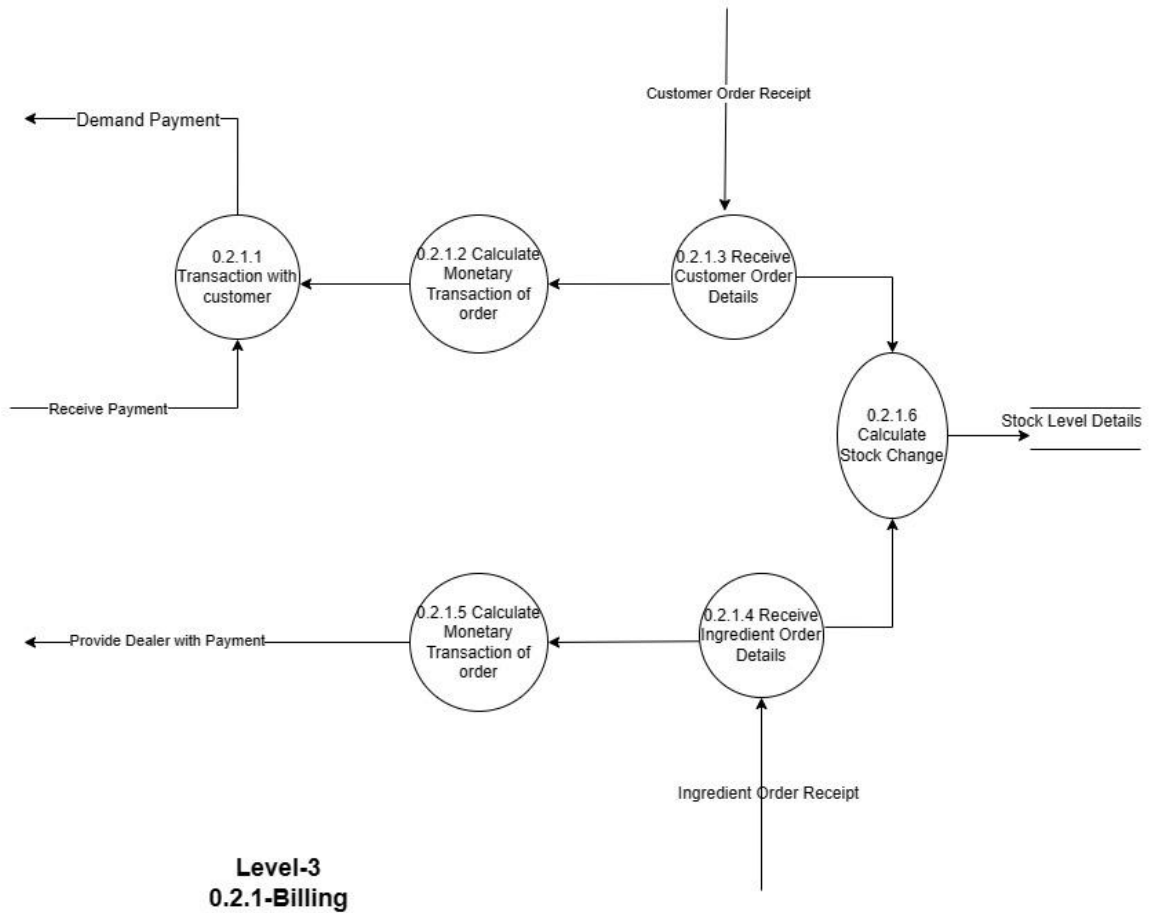 Customer Order Receipt
Demand Payment
0.2.1.1
Transaction with
customer
0.2.1.2 Calculate
Monetary
Transaction of
order
0.2.1.3 Receive
Customer Order
Details
Receive Payment
0.2.1.6
Calculate
Stock Change
Stock Level Details
Provide Dealer with Payment
0.2.1.5 Calculate
Monetary
Transaction of
order
0.2.1.4 Receive
Ingredient Order
Details
Ingredient Order Receipt
Level-3
0.2.1-Billing